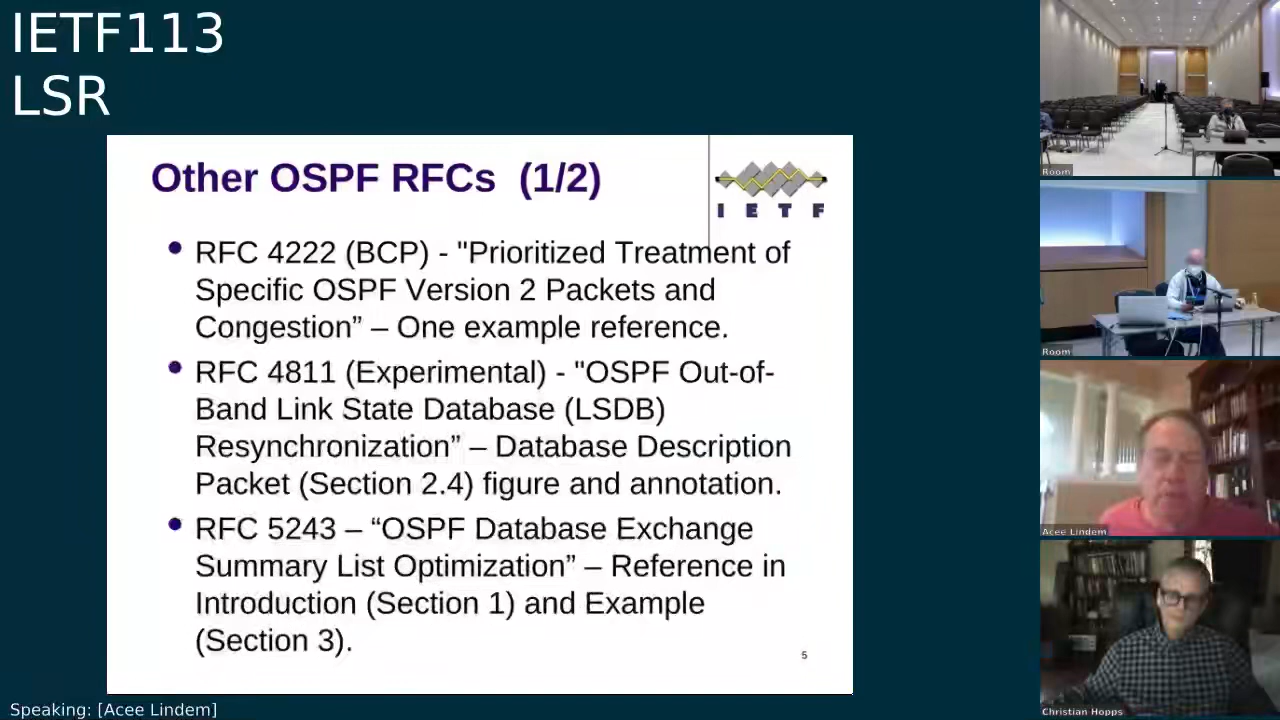 IETF113
LSR
Other OSPF RFCs (1/2)
I E T F
• RFC 4222 (BCP) - "Prioritized Treatment of
Specific OSPF Version 2 Packets and
Congestion” – One example reference.
• RFC 4811 (Experimental) - "OSPF Out-of-
Band Link State Database (LSDB)
Resynchronization” – Database Description
Packet (Section 2.4) figure and annotation.
• RFC 5243 – “OSPF Database Exchange
Summary List Optimization” – Reference in
Introduction (Section 1) and Example
(Section 3).
5
Speaking: [Acee Lindem]
Room
Room
Acee Lindem
Christian Hopps